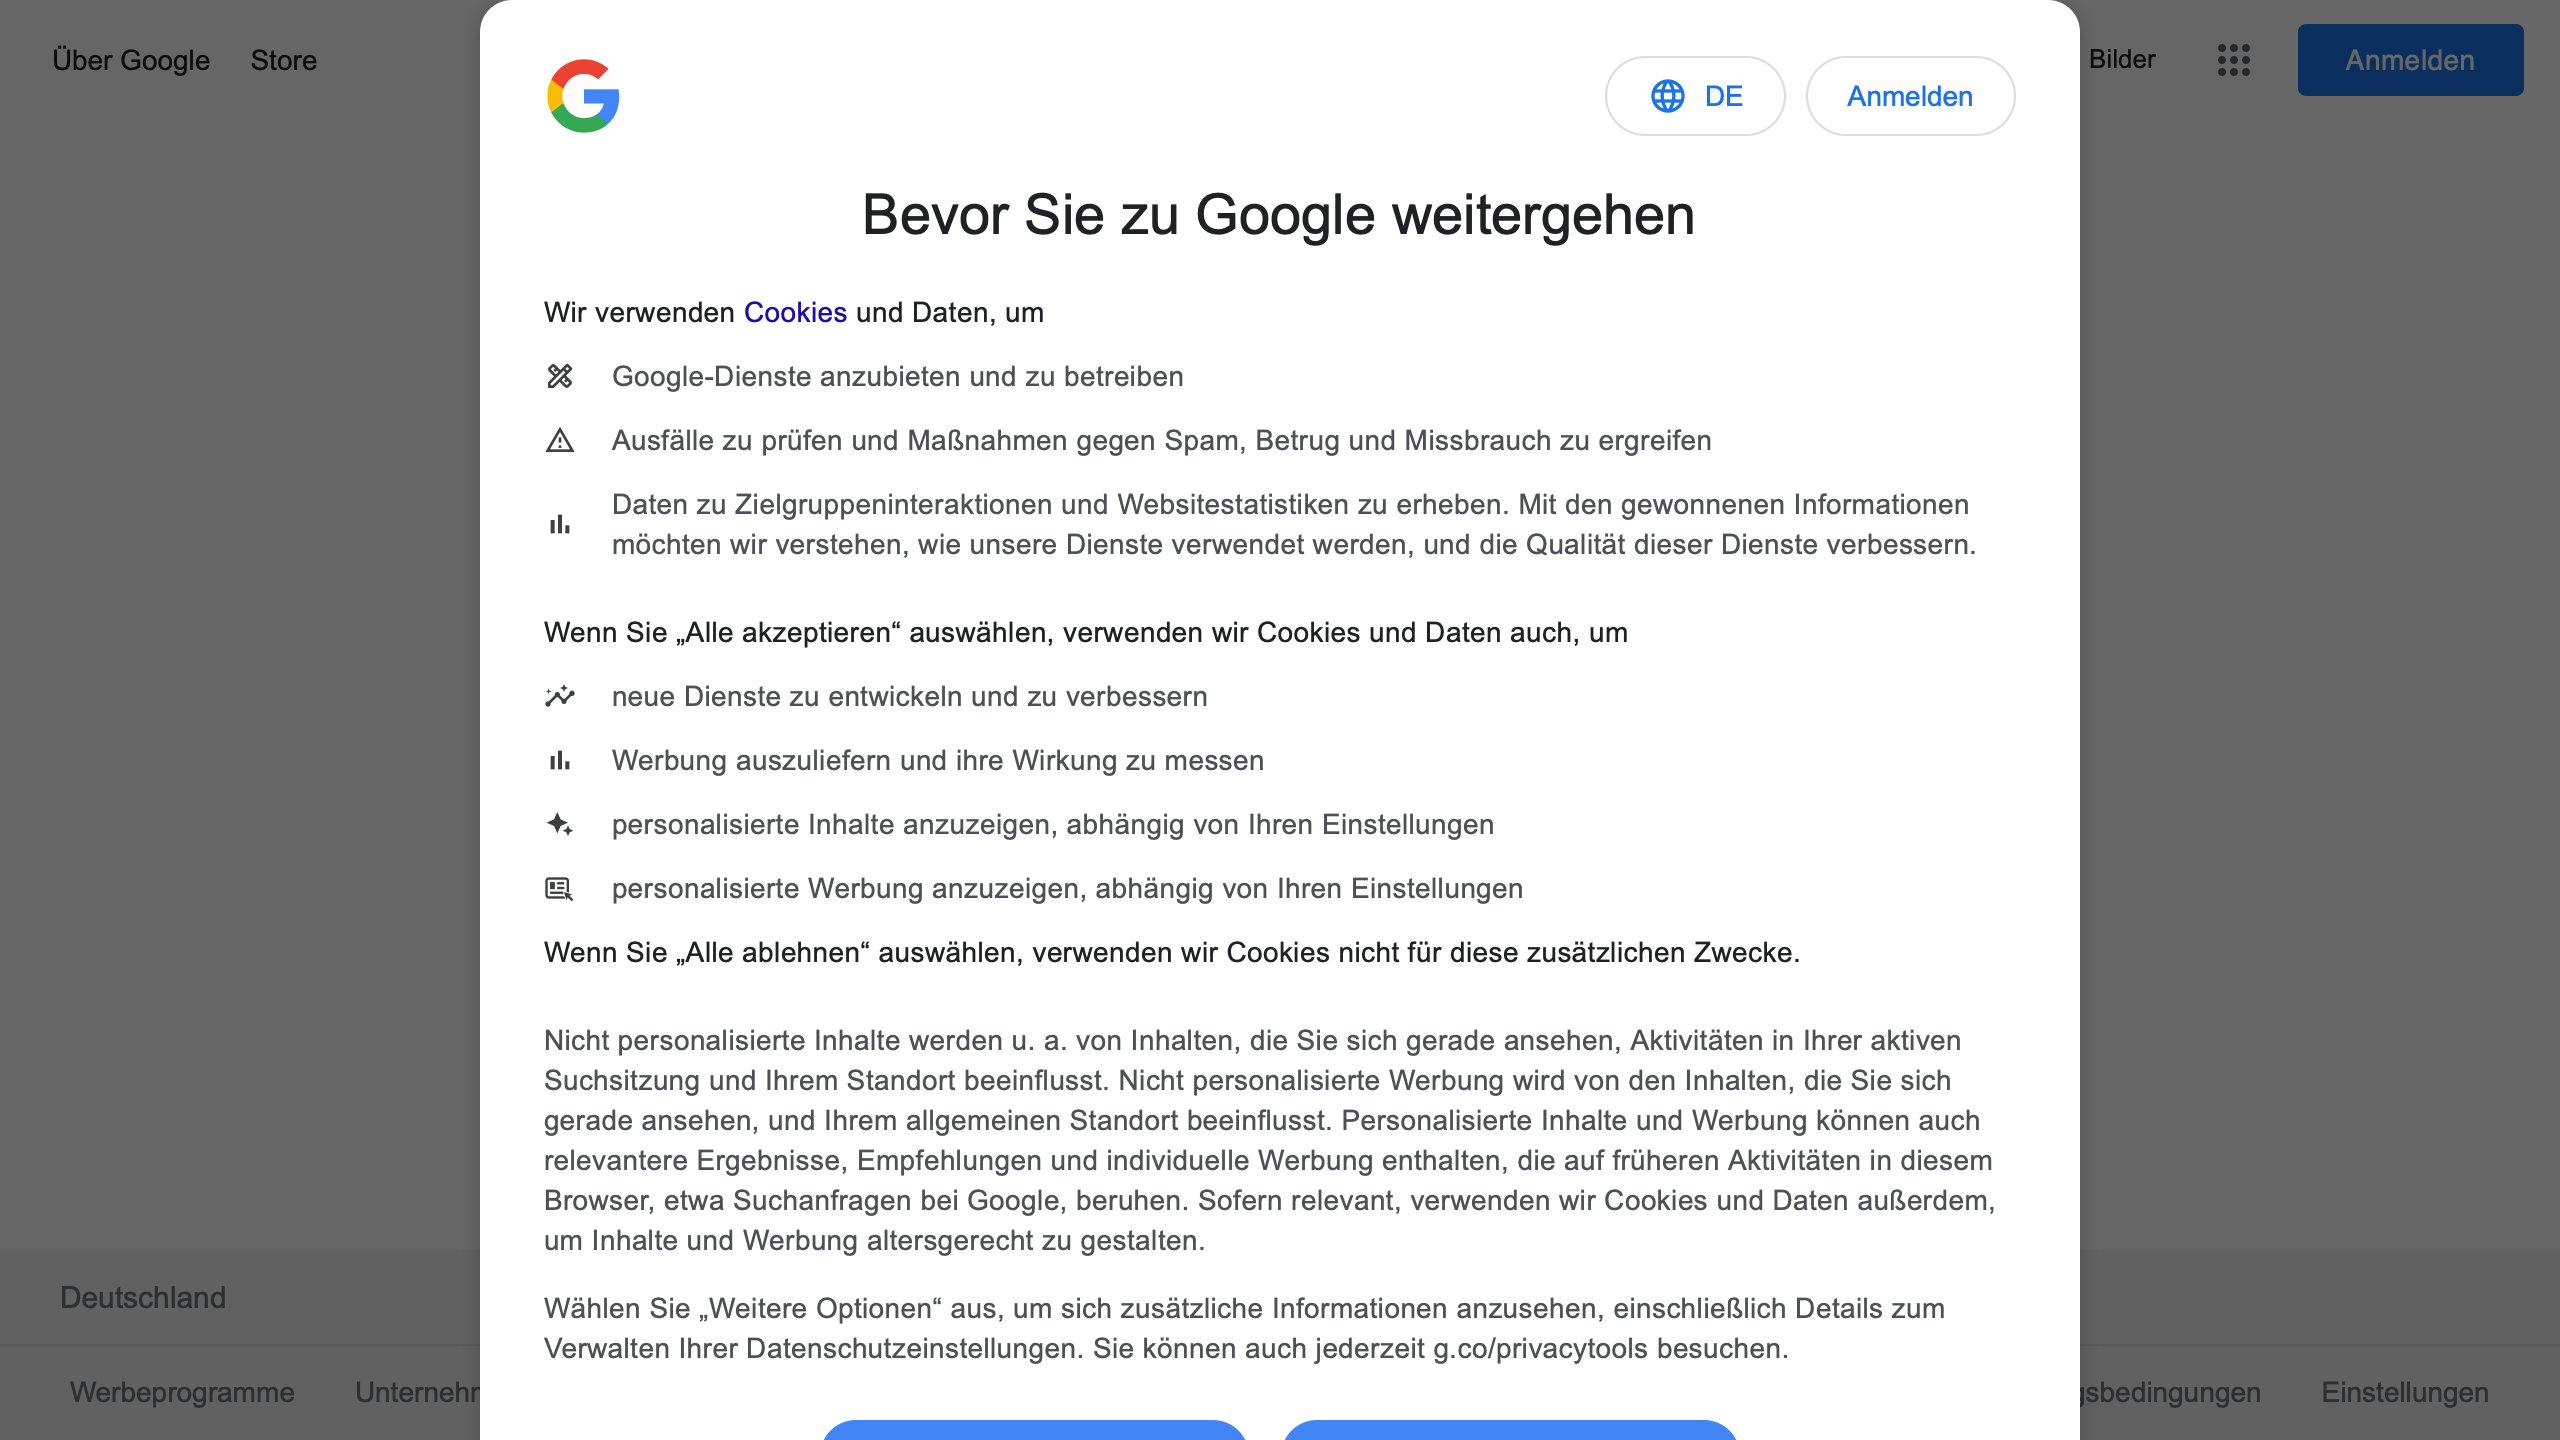 Über Google Store
Bilder
Anmelden
DE
Anmelden
Bevor Sie zu Google weitergehen
Wir verwenden Cookies und Daten, um
Google-Dienste anzubieten und zu betreiben
Ausfälle zu prüfen und Maßnahmen gegen Spam, Betrug und Missbrauch zu ergreifen
Daten zu Zielgruppeninteraktionen und Websitestatistiken zu erheben. Mit den gewonnenen Informationen
möchten wir verstehen, wie unsere Dienste verwendet werden, und die Qualität dieser Dienste verbessern.
Wenn Sie „Alle akzeptieren“ auswählen, verwenden wir Cookies und Daten auch, um
neue Dienste zu entwickeln und zu verbessern
Werbung auszuliefern und ihre Wirkung zu messen
personalisierte Inhalte anzuzeigen, abhängig von Ihren Einstellungen
personalisierte Werbung anzuzeigen, abhängig von Ihren Einstellungen
Wenn Sie „Alle ablehnen“ auswählen, verwenden wir Cookies nicht für diese zusätzlichen Zwecke.
Nicht personalisierte Inhalte werden u. a. von Inhalten, die Sie sich gerade ansehen, Aktivitäten in Ihrer aktiven
Suchsitzung und Ihrem Standort beeinflusst. Nicht personalisierte Werbung wird von den Inhalten, die Sie sich
gerade ansehen, und Ihrem allgemeinen Standort beeinflusst. Personalisierte Inhalte und Werbung können auch
relevantere Ergebnisse, Empfehlungen und individuelle Werbung enthalten, die auf früheren Aktivitäten in diesem
Browser, etwa Suchanfragen bei Google, beruhen. Sofern relevant, verwenden wir Cookies und Daten außerdem,
um Inhalte und Werbung altersgerecht zu gestalten.
Wählen Sie „Weitere Optionen“ aus, um sich zusätzliche Informationen anzusehen, einschließlich Details zum
Verwalten Ihrer Datenschutzeinstellungen. Sie können auch jederzeit g.co/privacytools besuchen.
Deutschland
Werbeprogramme
Einstellungen